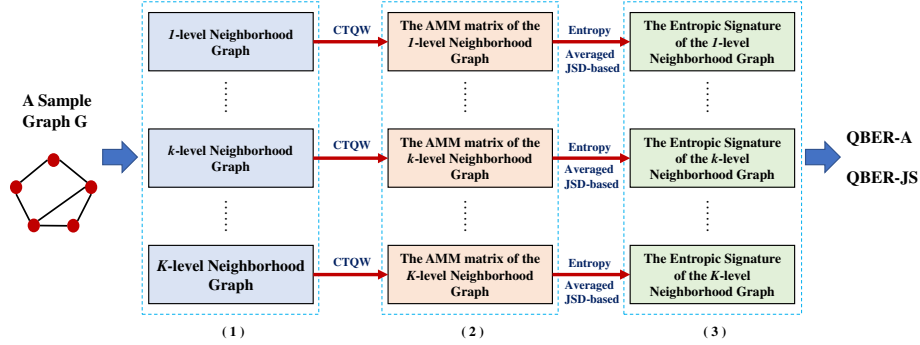 A Sample
Graph G
1-level Neighborhood
Graph
CTQW
The AMM matrix of the
1-level Neighborhood
Graph
Entropy
Averaged
JSD-based
The Entropic Signature
of the 1-level
Neighborhood Graph
k-level Neighborhood
Graph
CTQW
The AMM matrix of the
k-level Neighborhood
Graph
Entropy
Averaged
JSD-based
The Entropic Signature
of the k-level
Neighborhood Graph
QBER-A
QBER-JS
K-level Neighborhood
Graph
CTQW
The AMM matrix of the
K-level Neighborhood
Graph
Entropy
Averaged
JSD-based
The Entropic Signature
of the K-level
Neighborhood Graph
( 1 )
( 2 )
( 3 )